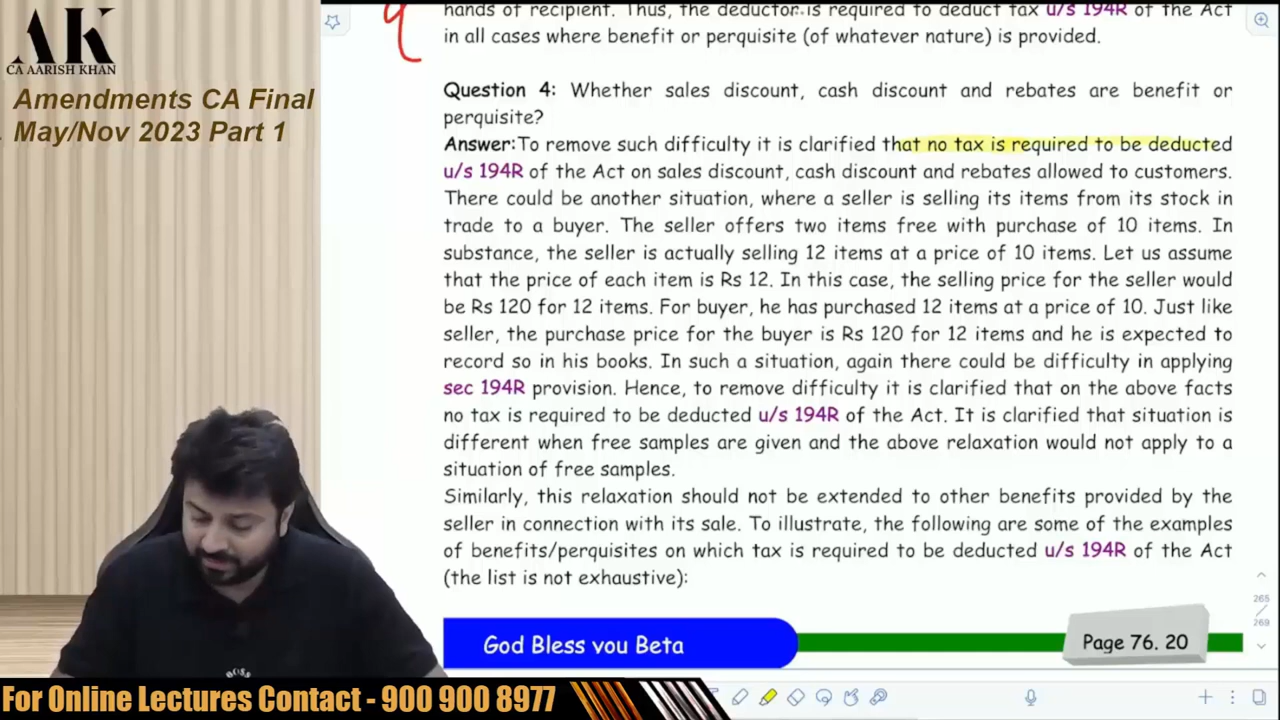 AK
CA AARISH KHAN
Amendments CA Final
May/Nov 2023 Part 1
hands of recipient. Thus, the deductor is required to deduct tax u/s 194R of the Act
in all cases where benefit or perquisite (of whatever nature) is provided.
Question 4: Whether sales discount, cash discount and rebates are benefit or
perquisite?
Answer:To remove such difficulty it is clarified that no tax is required to be deducted
u/s 194R of the Act on sales discount, cash discount and rebates allowed to customers.
There could be another situation, where a seller is selling its items from its stock in
trade to a buyer. The seller offers two items free with purchase of 10 items. In
substance, the seller is actually selling 12 items at a price of 10 items. Let us assume
that the price of each item is Rs 12. In this case, the selling price for the seller would
be Rs 120 for 12 items. For buyer, he has purchased 12 items at a price of 10. Just like
seller, the purchase price for the buyer is Rs 120 for 12 items and he is expected to
record so in his books. In such a situation, again there could be difficulty in applying
sec 194R provision. Hence, to remove difficulty it is clarified that on the above facts
no tax is required to be deducted u/s 194R of the Act. It is clarified that situation is
different when free samples are given and the above relaxation would not apply to a
situation of free samples.
Similarly, this relaxation should not be extended to other benefits provided by the
seller in connection with its sale. To illustrate, the following are some of the examples
of benefits/perquisites on which tax is required to be deducted u/s 194R of the Act
(the list is not exhaustive):
265
269
God Bless you Beta
Page 76. 20
BOSS
For Online Lectures Contact - 900 900 8977